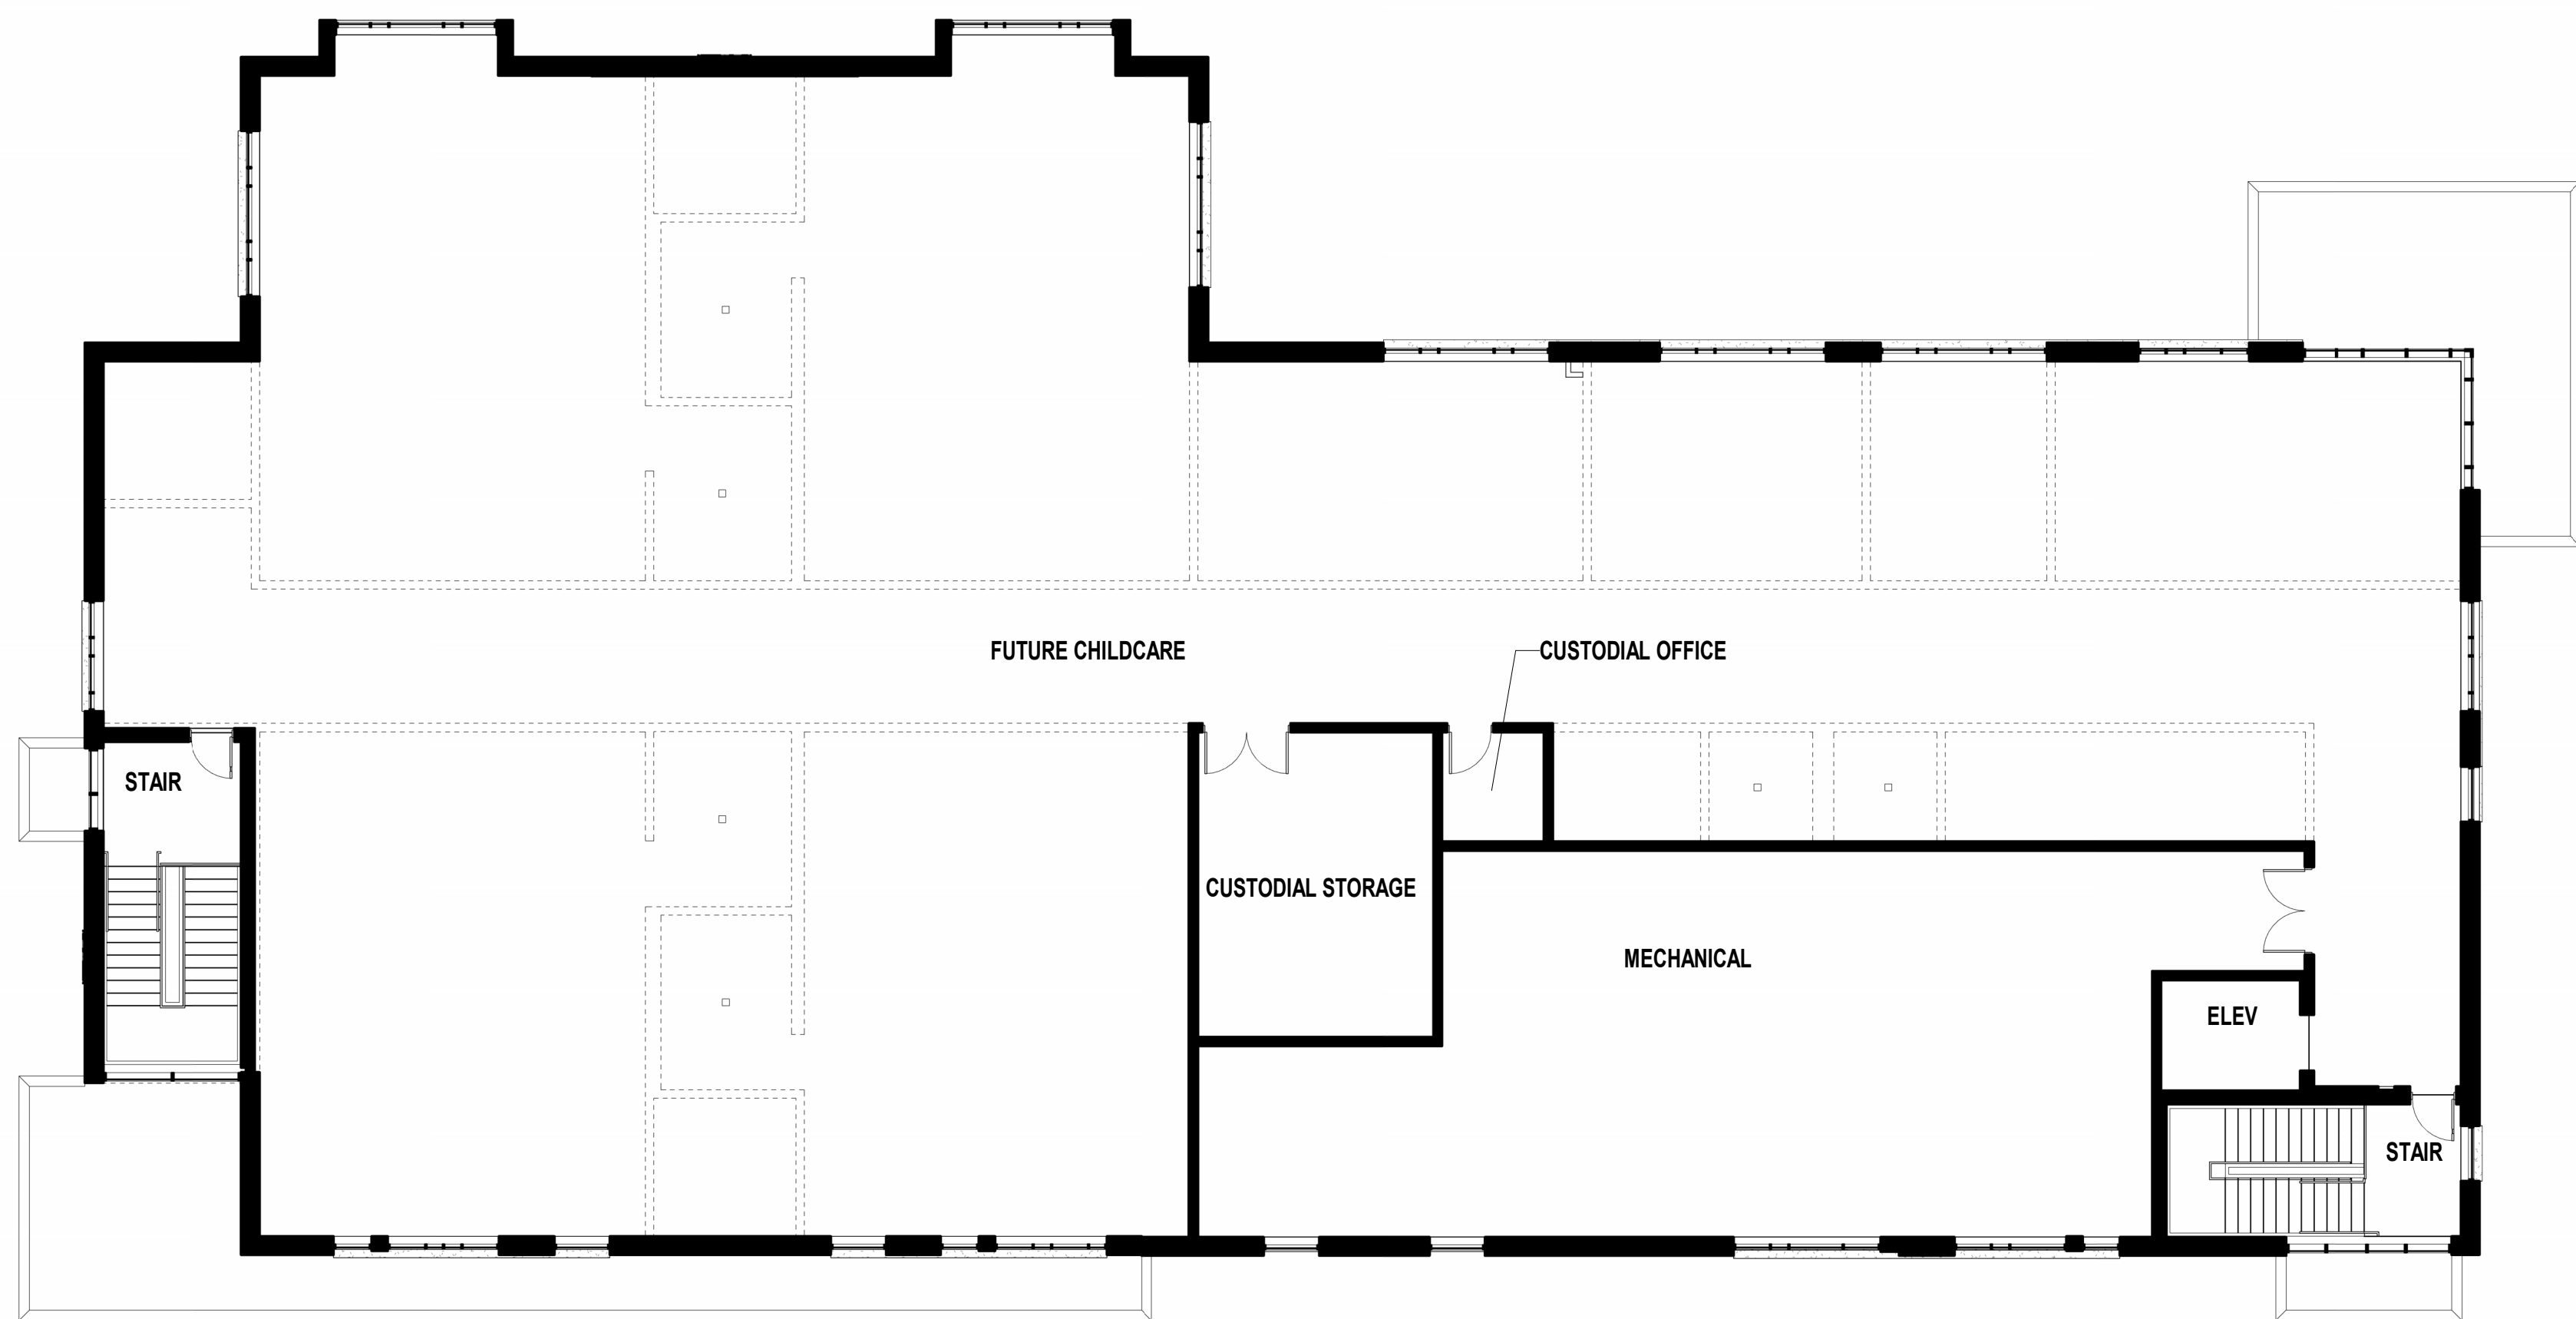 FUTURE CHILDCARE
CUSTODIAL OFFICE
STAIR
CUSTODIAL STORAGE
MECHANICAL
ELEV
STAIR